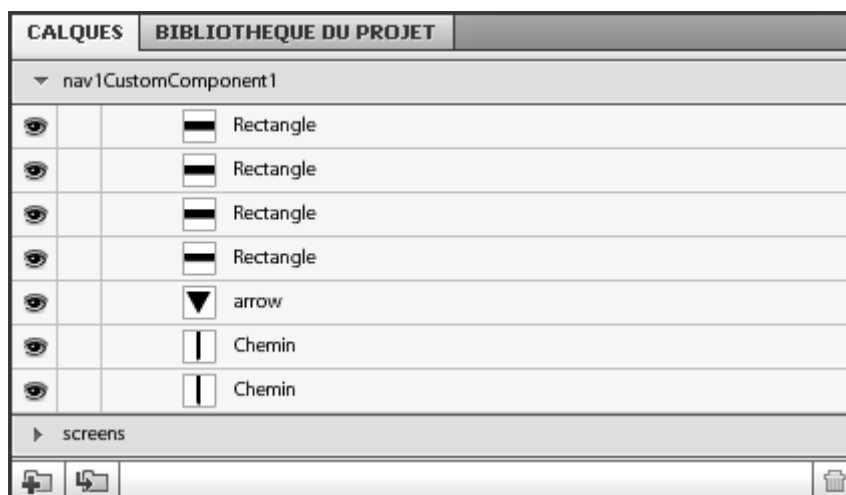 CALQUES BIBLIOTHEQUE DU PROJET
nav1CustomComponent1
Rectangle
Rectangle
Rectangle
Rectangle
arrow
Chemin
Chemin
screens